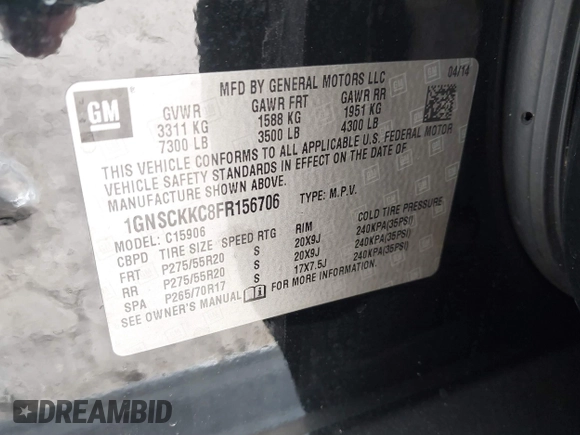 MFD BY GENERAL MOTORS LLC 04/14
GM
GVWR GAWR FRT GAWR RR
3311 KG 1588 KG 1951 KG
7300 LB 3500 LB 4300 LB
THIS VEHICLE CONFORMS TO ALL APPLICABLE U.S. FEDERAL MOTOR
VEHICLE SAFETY STANDARDS IN EFFECT ON THE DATE OF
MANUFACTURE SHOWN ABOVE.
1GNSCKKC8FR156706 TYPE: M.P.V.
MODEL: C15906
CBPD TIRE SIZE SPEED RTG RIM COLD TIRE PRESSURE
FRT P275/55R20 S 20X9J 240KPA(35PSI)
RR P275/55R20 S 20X9J 240KPA(35PSI)
SPA P265/70R17 S 17X7.5J 240KPA(35PSI)
SEE OWNER'S MANUAL FOR MORE INFORMATION.
DREAMBID